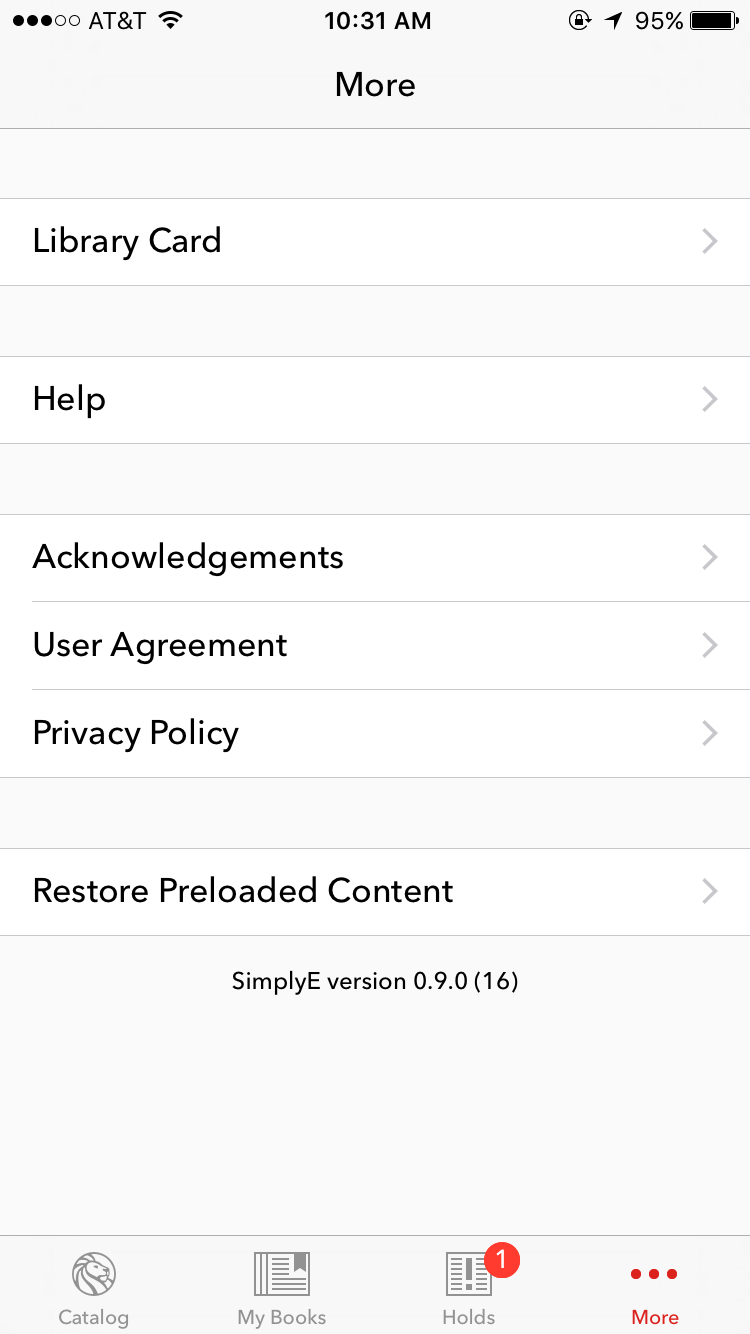 AT&T 10:31 AM 95%
More
Library Card
Help
Acknowledgements
User Agreement
Privacy Policy
Restore Preloaded Content
SimplyE version 0.9.0 (16)
1
Catalog My Books Holds More